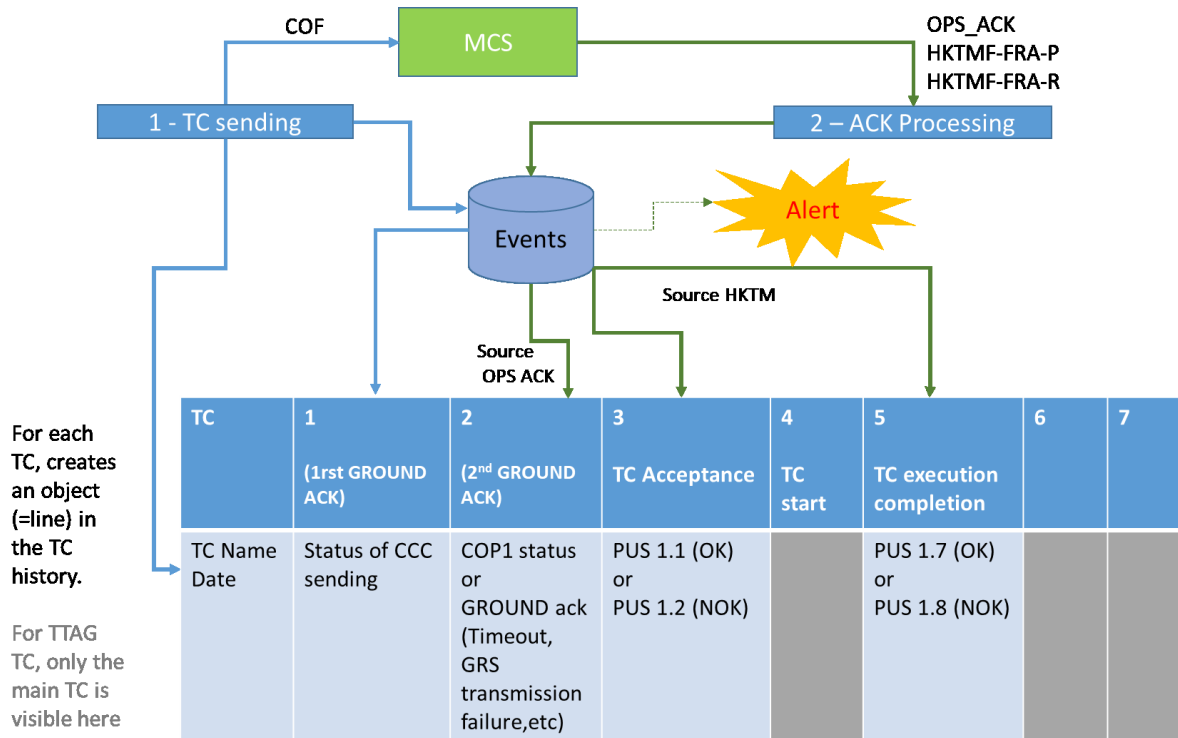 COF
MCS
OPS_ACK
HKTMF-FRA-P
HKTMF-FRA-R
1 - TC sending
2 – ACK Processing
Alert
Events
Source HKTM
Source
OPS ACK
For each
TC, creates
an object
(=line) in
the TC
history.
For TTAG
TC, only the
main TC is
visible here
TC
1
(1rst GROUND
ACK)
2
(2nd GROUND
ACK)
3
TC Acceptance
4
TC
start
5
TC execution
completion
6
7
TC Name
Date
Status of CCC
sending
COP1 status
or
GROUND ack
(Timeout,
GRS
transmission
failure,etc)
PUS 1.1 (OK)
or
PUS 1.2 (NOK)
PUS 1.7 (OK)
or
PUS 1.8 (NOK)